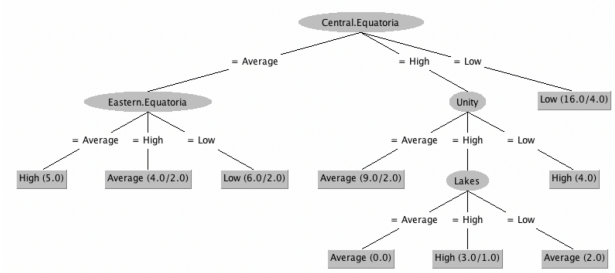 Central.Equatoria
= Average
= High
= Low
Eastern.Equatoria
Unity
Low (16.0/4.0)
= Average
= High
= Low
= Average
= High
= Low
High (5.0)
Average (4.0/2.0)
Low (6.0/2.0)
Average (9.0/2.0)
Lakes
High (4.0)
= Average
= High
= Low
Average (0.0)
High (3.0/1.0)
Average (2.0)